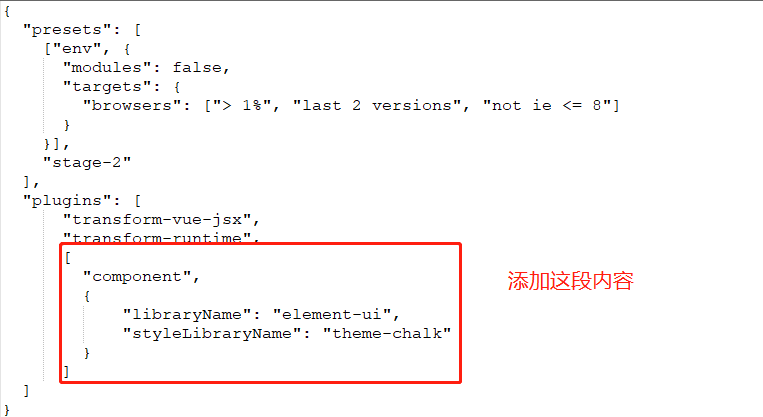 {
  "presets": [
    ["env", {
      "modules": false,
      "targets": {
        "browsers": ["> 1%", "last 2 versions", "not ie <= 8"]
      }
    }],
    "stage-2"
  ],
  "plugins": [
      "transform-vue-jsx",
      "transform-runtime",
      [
        "component",
        {
            "libraryName": "element-ui",
            "styleLibraryName": "theme-chalk"
        }
      ]
  ]
}
添加这段内容